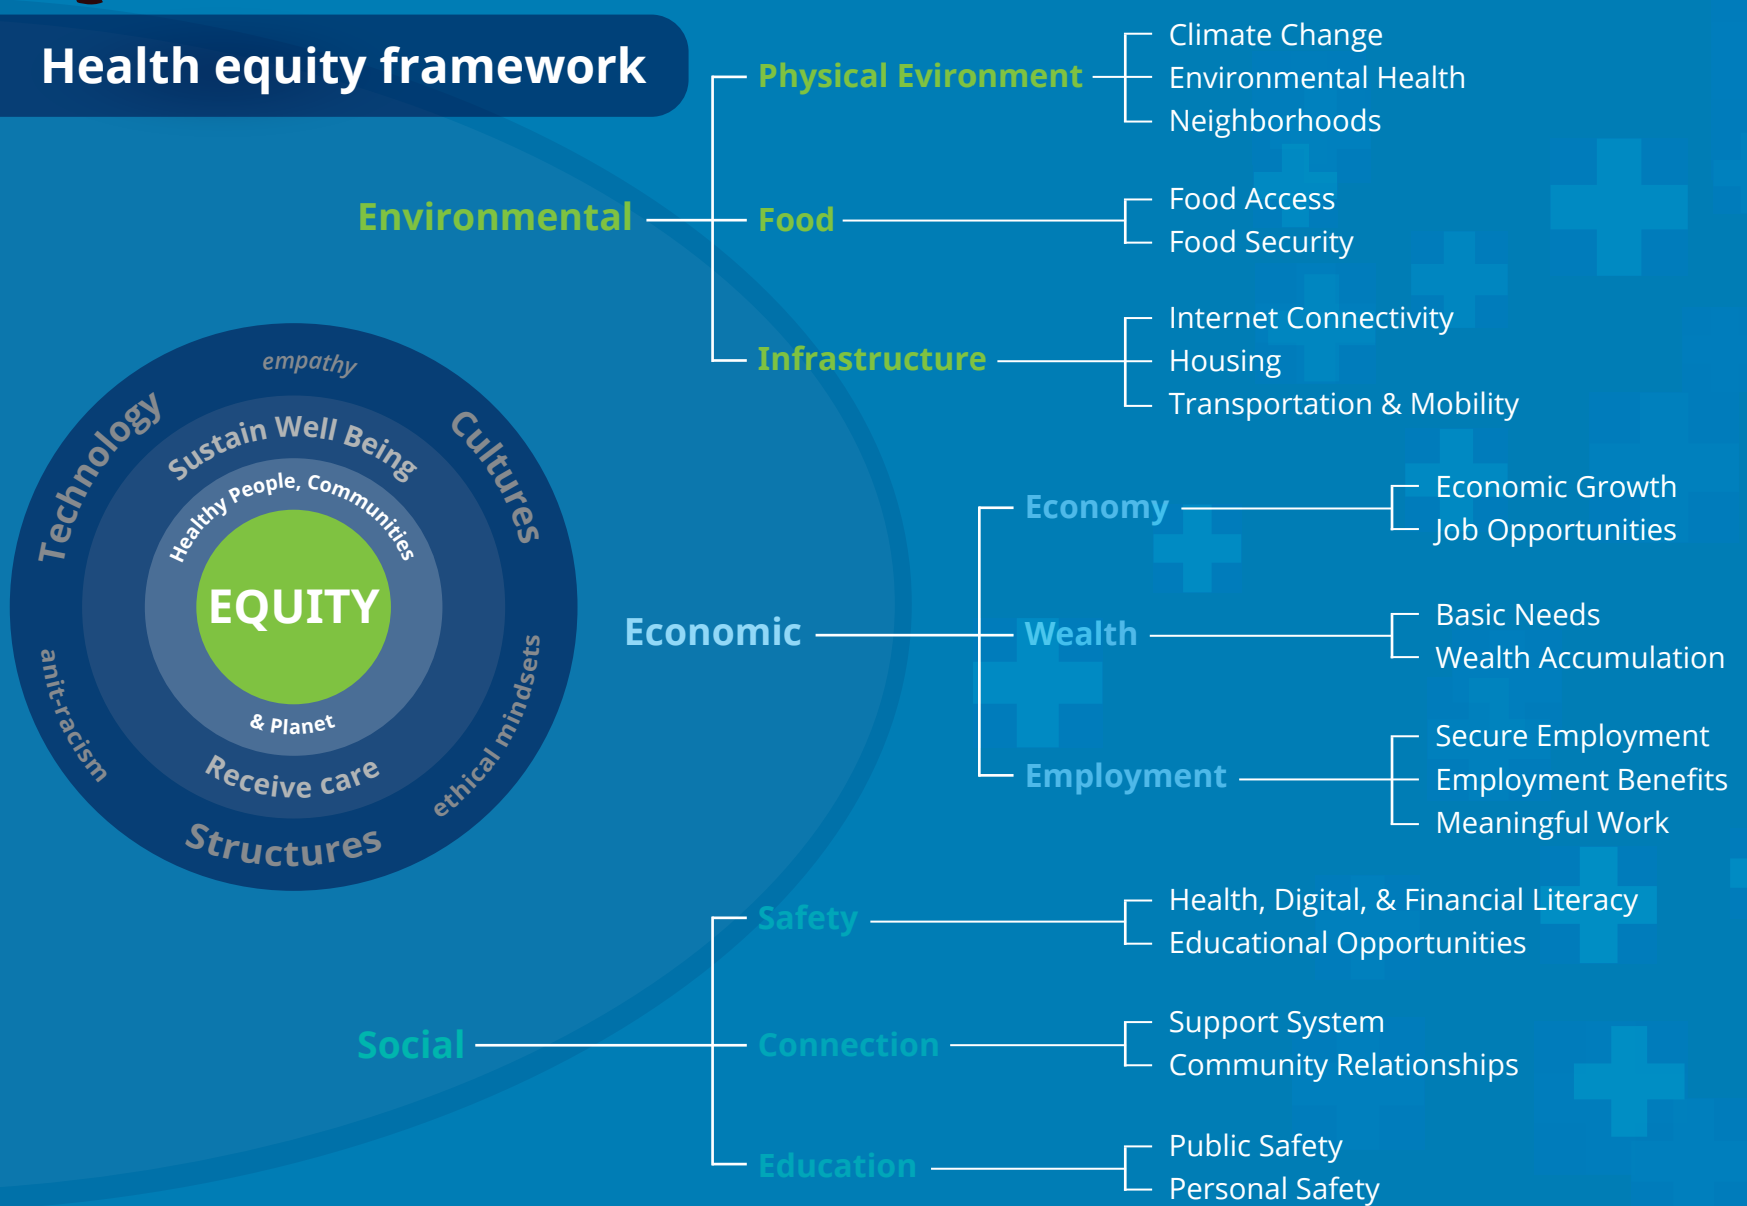 Health equity framework
Environmental
Physical Evironment
Climate Change
Environmental Health
Neighborhoods
Food
Food Access
Food Security
Infrastructure
Internet Connectivity
Housing
Transportation & Mobility
empathy
Technology
Cultures
Sustain Well Being
Healthy People, Communities
EQUITY
& Planet
Receive care
anit-racism
ethical mindsets
Structures
Economic
Economy
Economic Growth
Job Opportunities
Wealth
Basic Needs
Wealth Accumulation
Employment
Secure Employment
Employment Benefits
Meaningful Work
Social
Safety
Health, Digital, & Financial Literacy
Educational Opportunities
Connection
Support System
Community Relationships
Education
Public Safety
Personal Safety